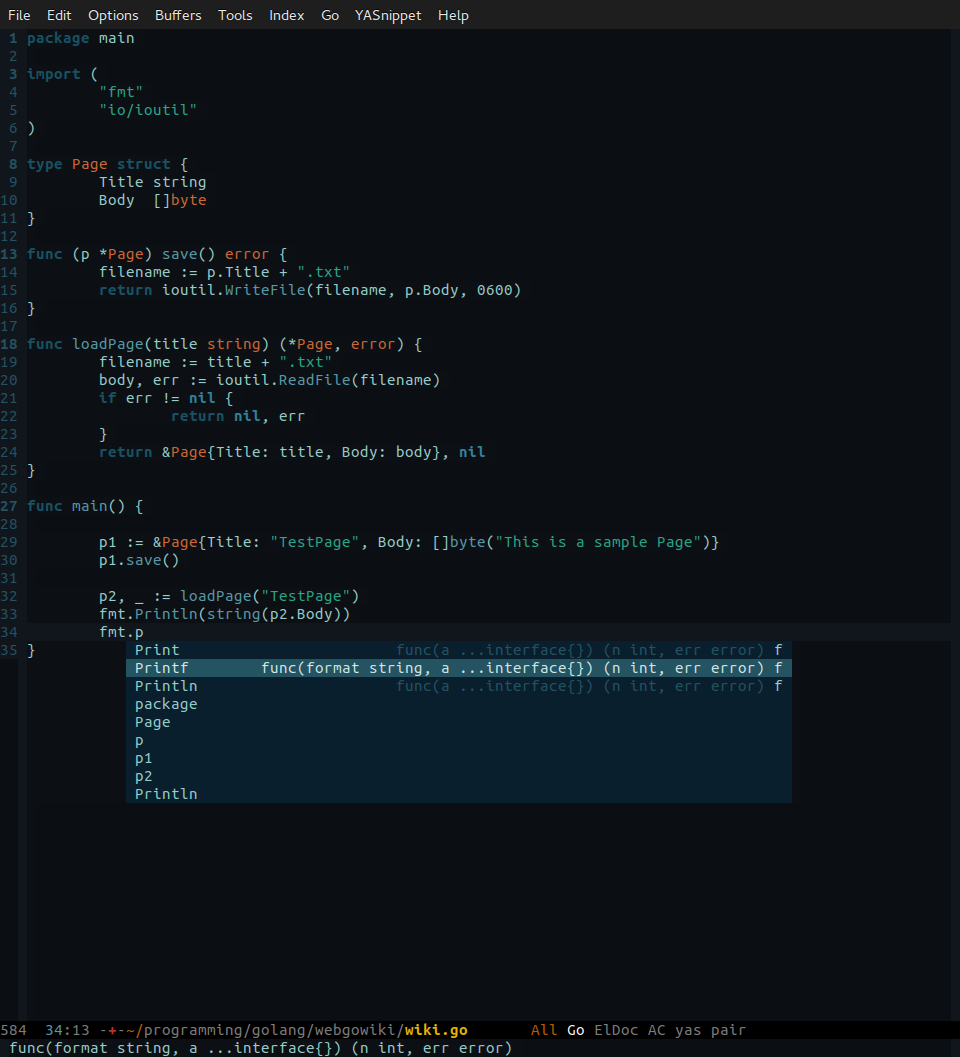 File Edit Options Buffers Tools Index Go YASnippet Help
1 package main
2
3 import (
4         "fmt"
5         "io/ioutil"
6 )
7
8 type Page struct {
9         Title string
10         Body  []byte
11 }
12
13 func (p *Page) save() error {
14         filename := p.Title + ".txt"
15         return ioutil.WriteFile(filename, p.Body, 0600)
16 }
17
18 func loadPage(title string) (*Page, error) {
19         filename := title + ".txt"
20         body, err := ioutil.ReadFile(filename)
21         if err != nil {
22                 return nil, err
23         }
24         return &Page{Title: title, Body: body}, nil
25 }
26
27 func main() {
28
29         p1 := &Page{Title: "TestPage", Body: []byte("This is a sample Page")}
30         p1.save()
31
32         p2, _ := loadPage("TestPage")
33         fmt.Println(string(p2.Body))
34         fmt.p
35 } Print func(a ...interface{}) (n int, err error) f
Printf func(format string, a ...interface{}) (n int, err error) f
Println func(a ...interface{}) (n int, err error) f
package
Page
p
p1
p2
Println
584  34:13 -+-~/programming/golang/webgowiki/wiki.go       All Go ElDoc AC yas pair
func(format string, a ...interface{}) (n int, err error)